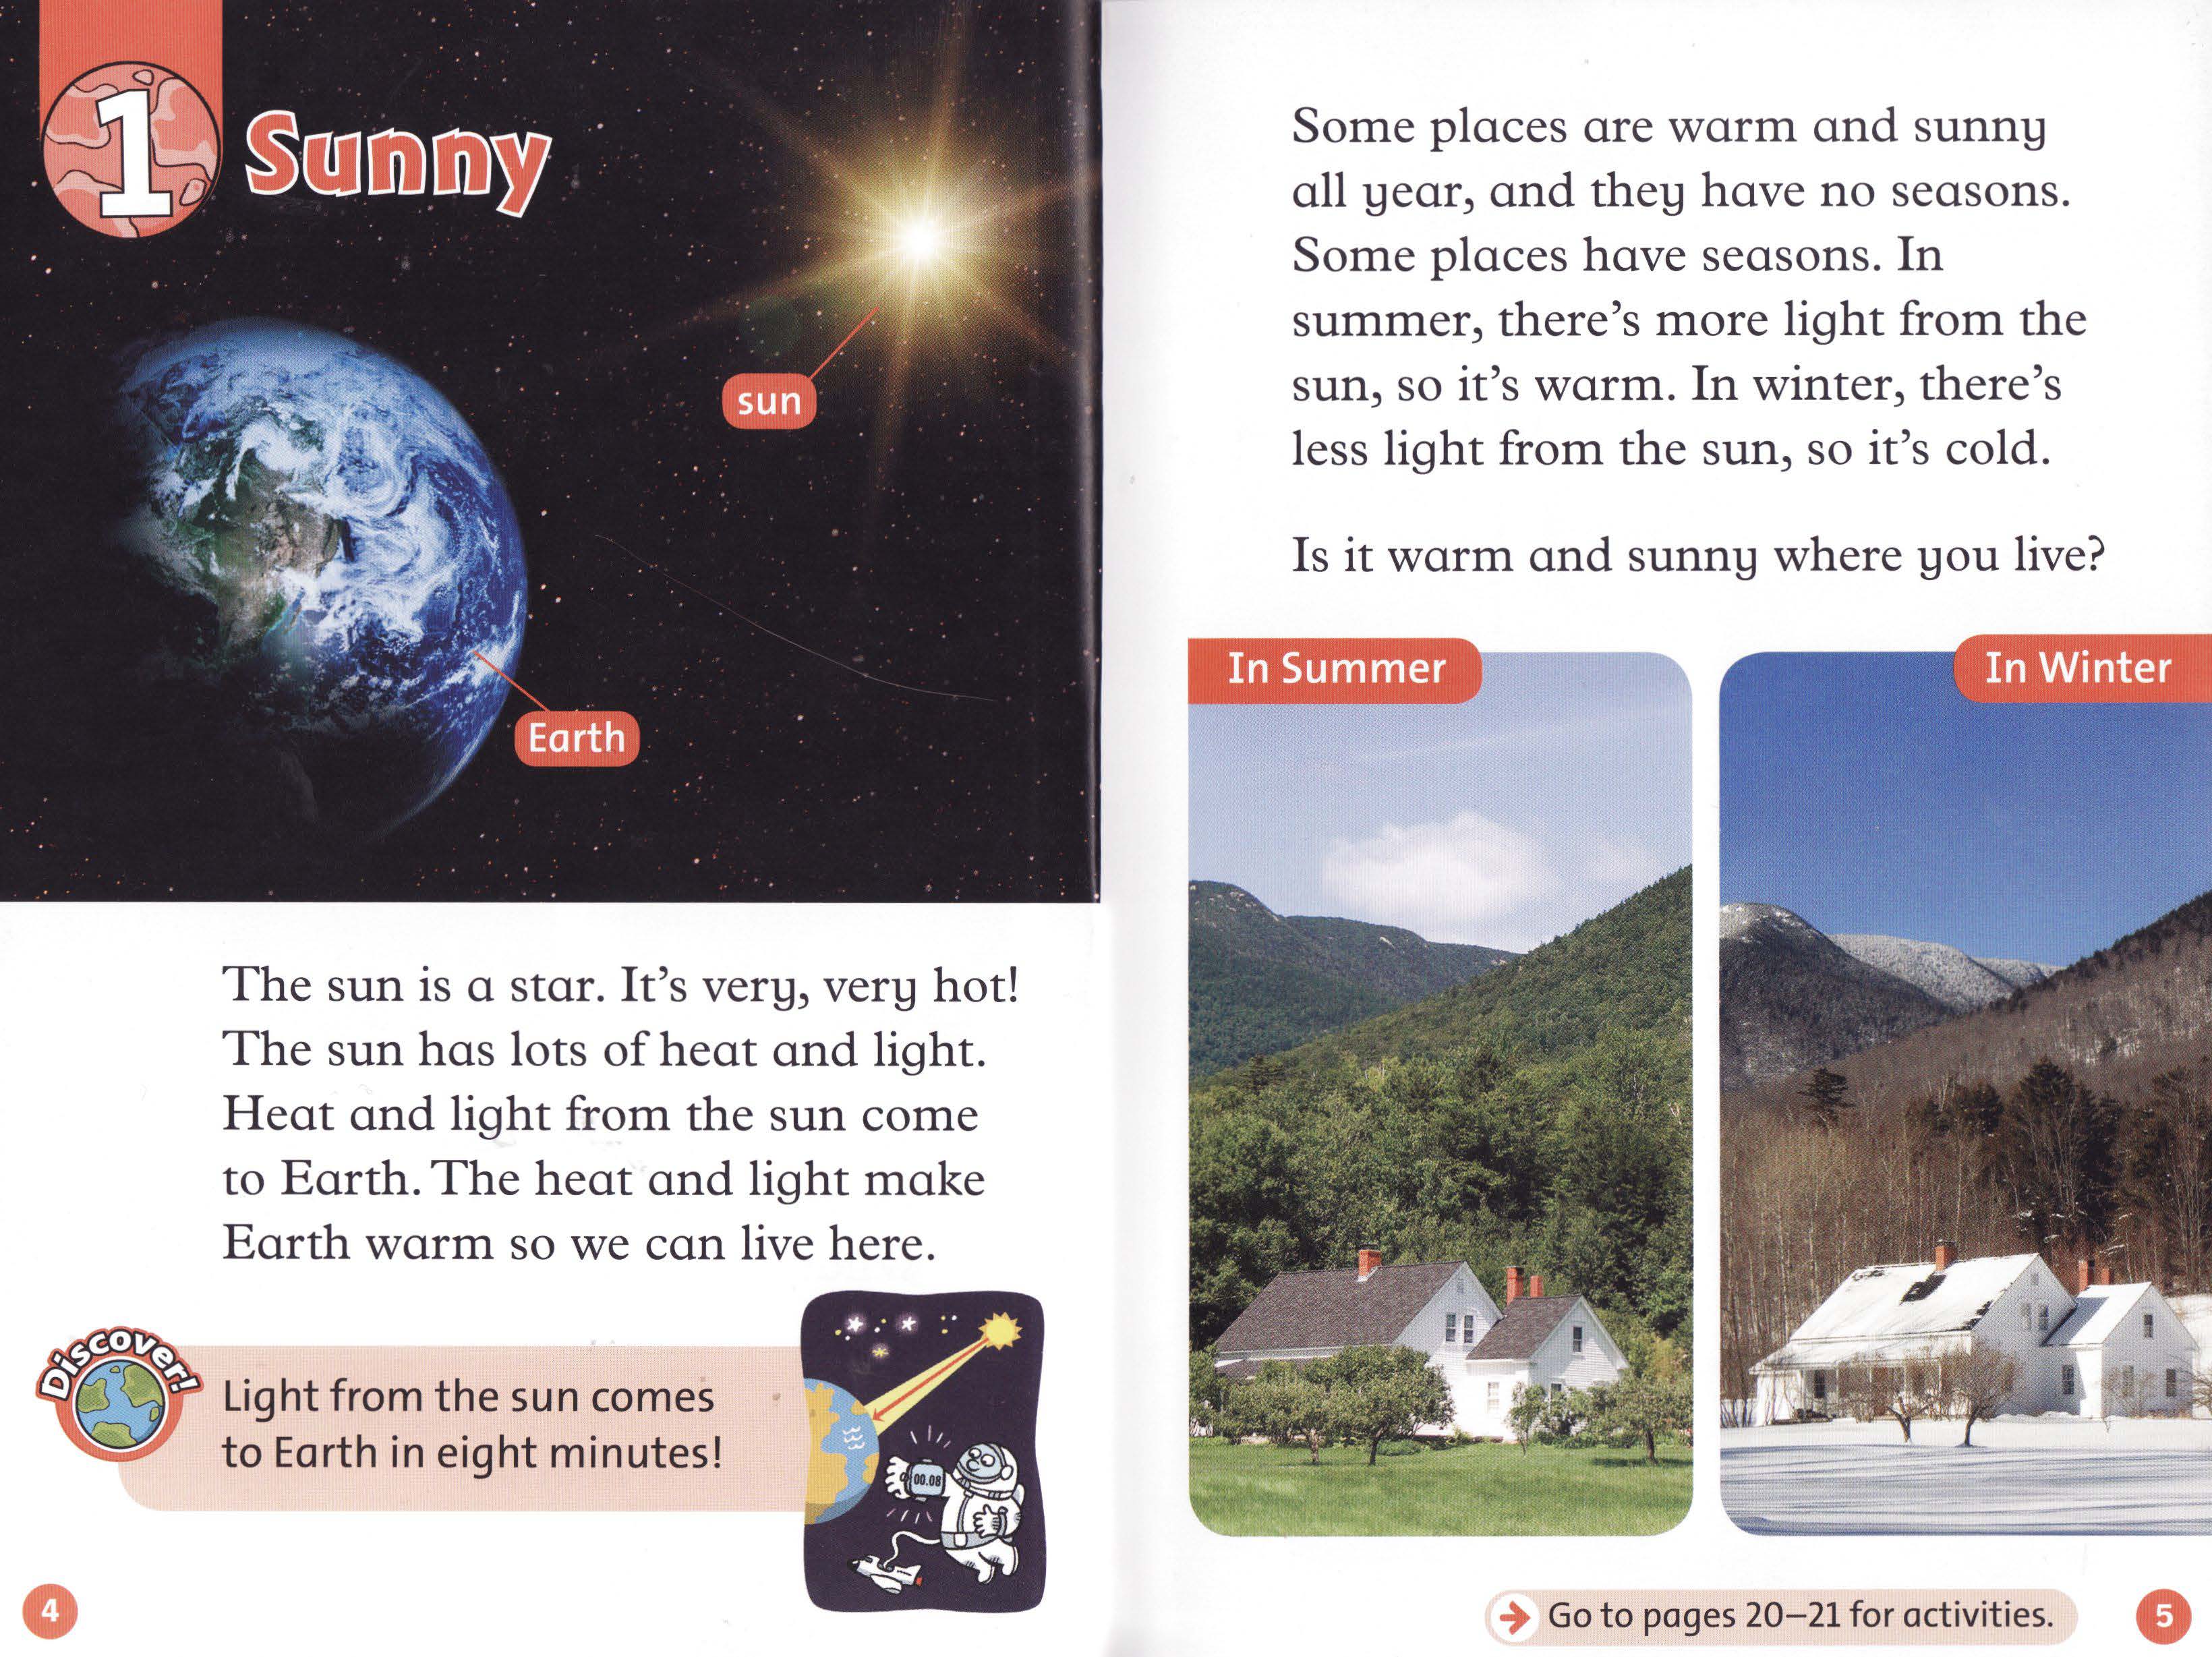 1
Sunny
sun
Earth
The sun is a star. It's very, very hot!
The sun has lots of heat and light.
Heat and light from the sun come
to Earth. The heat and light make
Earth warm so we can live here.
Discover!
Light from the sun comes
to Earth in eight minutes!
00.08
4
Some places are warm and sunny
all year, and they have no seasons.
Some places have seasons. In
summer, there's more light from the
sun, so it's warm. In winter, there's
less light from the sun, so it's cold.
Is it warm and sunny where you live?
In Summer
In Winter
Go to pages 20–21 for activities.
5